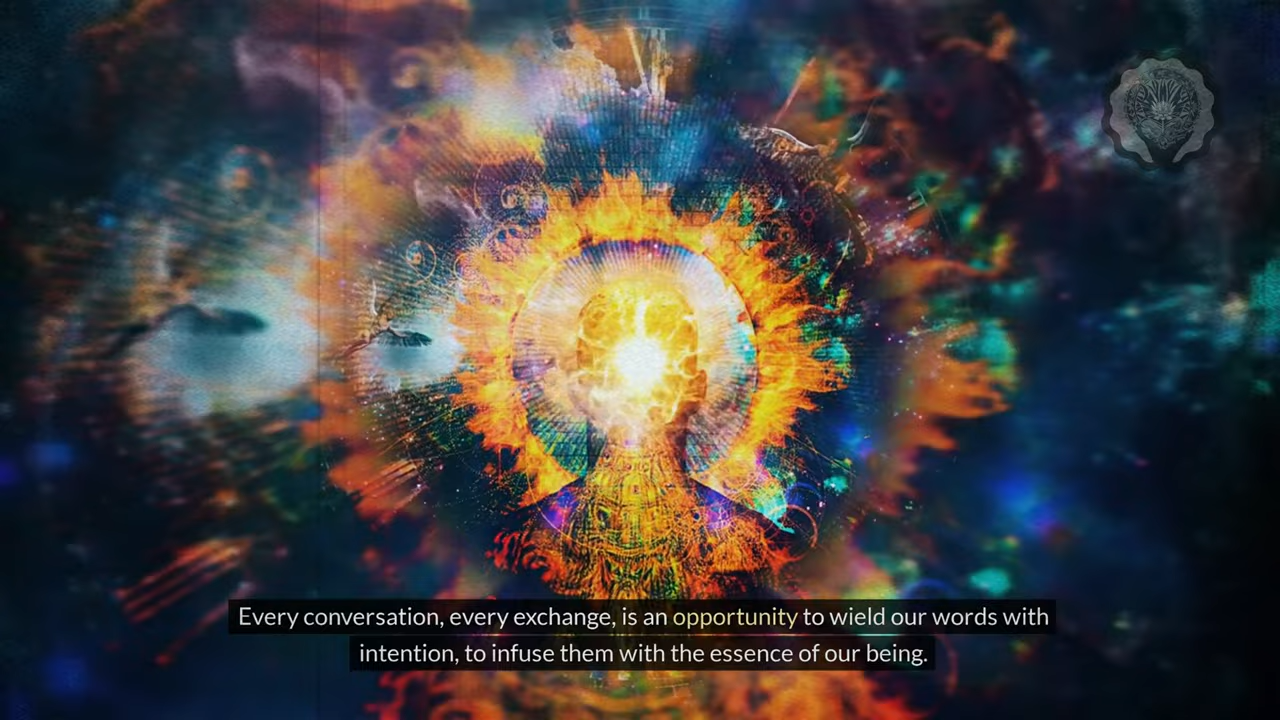 Every conversation, every exchange, is an opportunity to wield our words with
intention, to infuse them with the essence of our being.